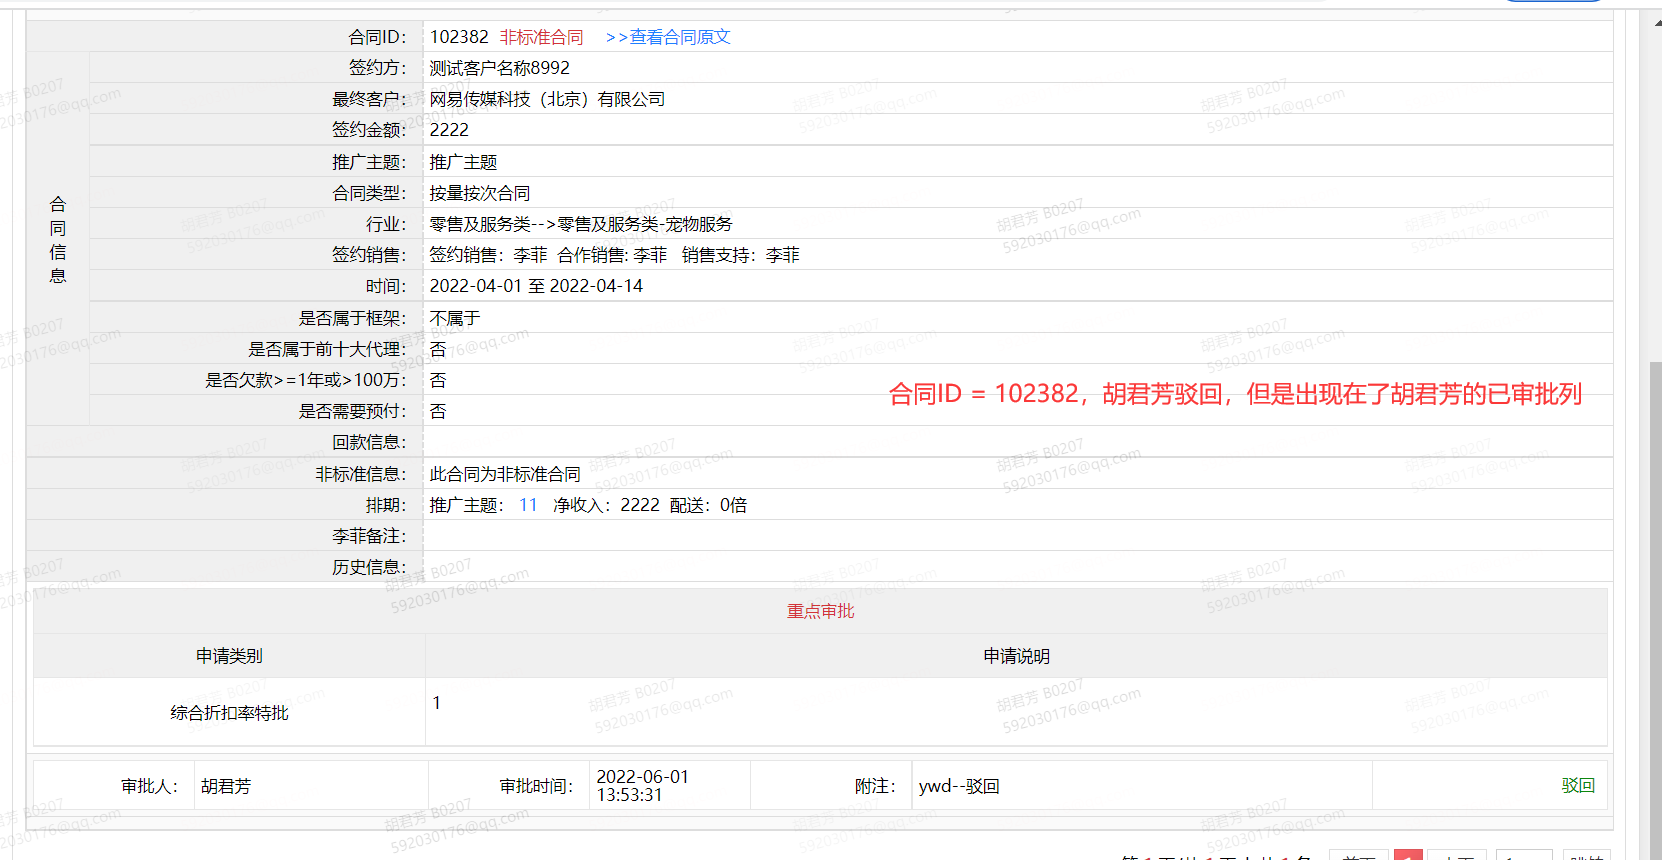 合同ID： 102382 非标准合同 >>查看合同原文
签约方： 测试客户名称8992
最终客户： 网易传媒科技（北京）有限公司
签约金额： 2222
推广主题： 推广主题
合同类型： 按量按次合同
合同信息
行业： 零售及服务类-->零售及服务类-宠物服务
签约销售： 签约销售：李菲 合作销售: 李菲 销售支持：李菲
时间： 2022-04-01 至 2022-04-14
是否属于框架： 不属于
是否属于前十大代理： 否
是否欠款>=1年或>100万： 否
合同ID = 102382，胡君芳驳回，但是出现在了胡君芳的已审批列
是否需要预付： 否
回款信息：
非标准信息： 此合同为非标准合同
排期： 推广主题： 11 净收入：2222 配送：0倍
李菲备注：
历史信息：
重点审批
申请类别 申请说明
综合折扣率特批 1
审批人： 胡君芳 审批时间： 2022-06-01 13:53:31 附注： ywd--驳回 驳回
胡君芳 B0207
592030176@qq.com